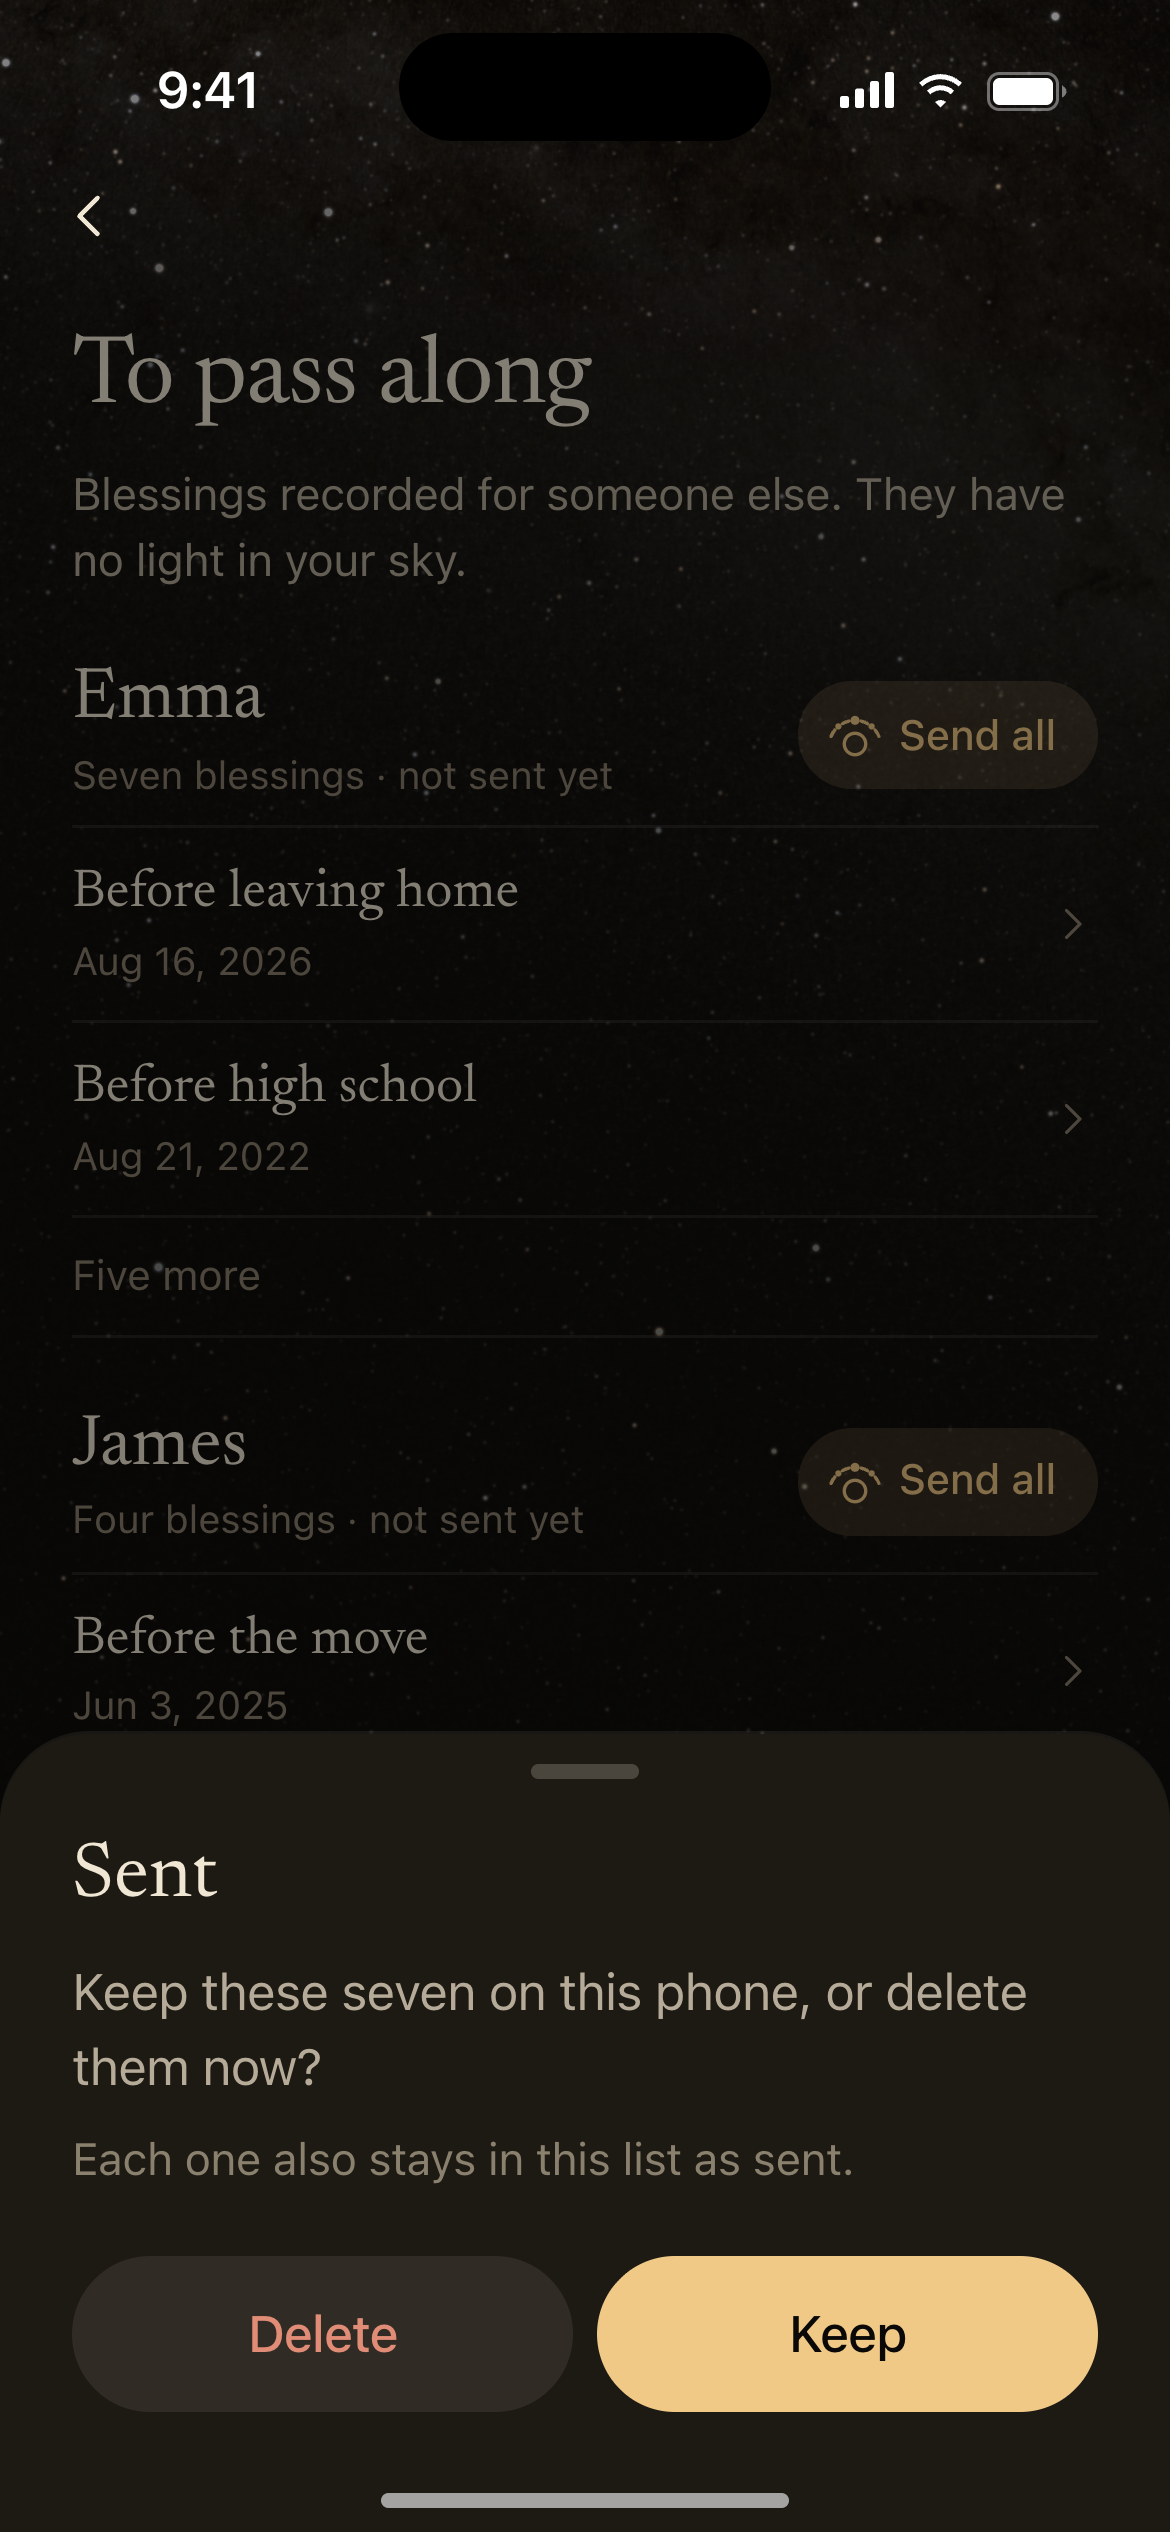 9:41
To pass along
Blessings recorded for someone else. They have
no light in your sky.
Emma
Seven blessings · not sent yet
Send all
Before leaving home
Aug 16, 2026
Before high school
Aug 21, 2022
Five more
James
Four blessings · not sent yet
Send all
Before the move
Jun 3, 2025
Sent
Keep these seven on this phone, or delete
them now?
Each one also stays in this list as sent.
Delete
Keep